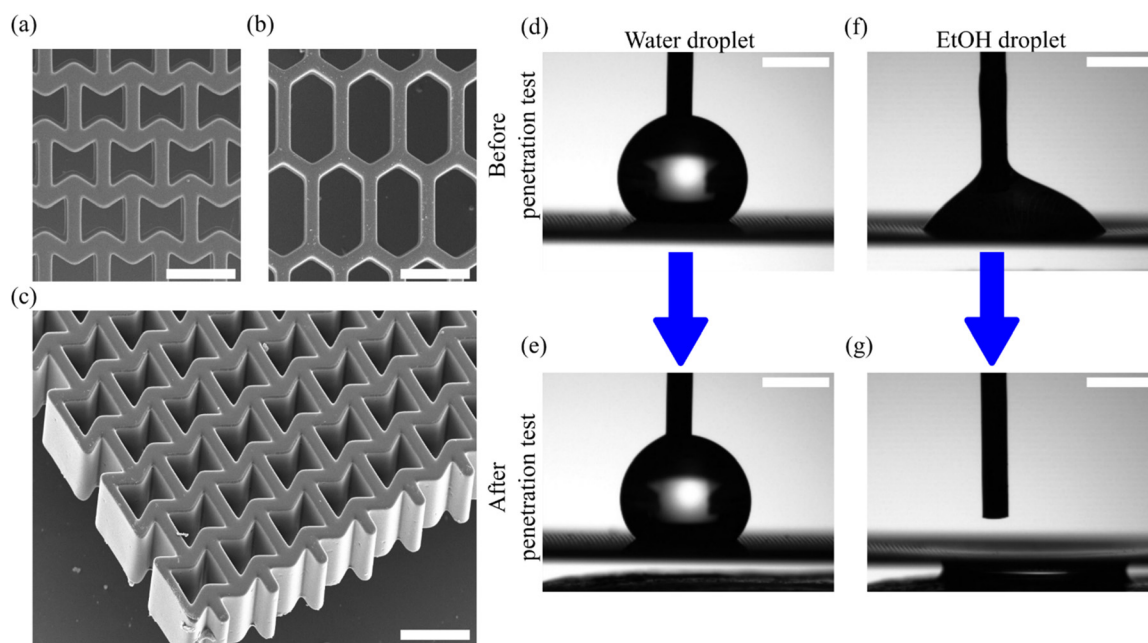 (a)
(b)
(c)
(d)
Water droplet
(f)
EtOH droplet
Before
penetration test
(e)
(g)
After
penetration test